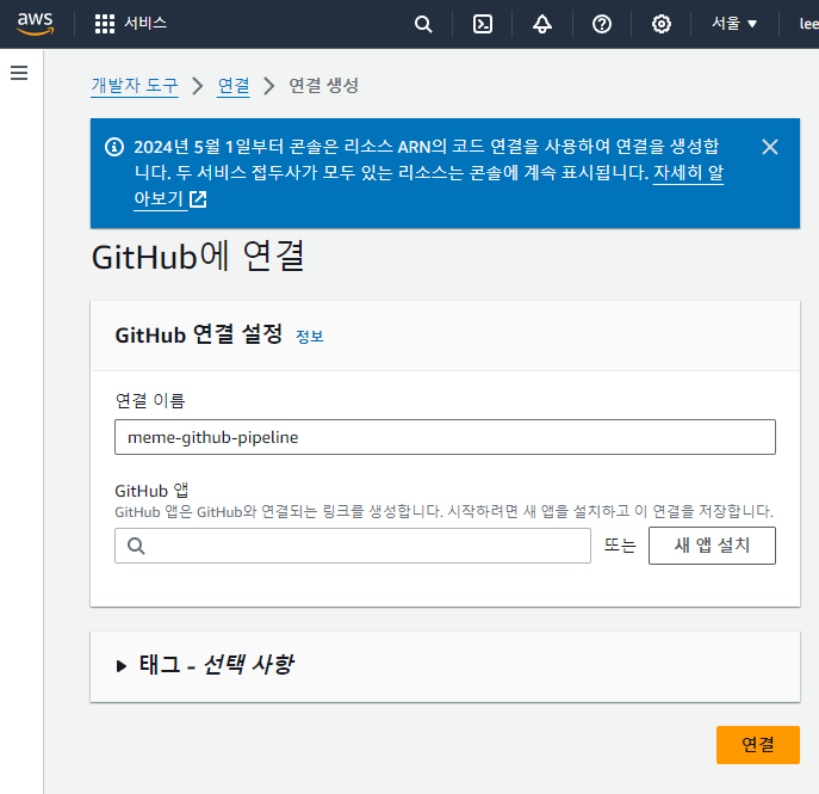 aws 서비스 서울 lee
개발자 도구 > 연결 > 연결 생성
2024년 5월 1일부터 콘솔은 리소스 ARN의 코드 연결을 사용하여 연결을 생성합
니다. 두 서비스 접두사가 모두 있는 리소스는 콘솔에 계속 표시됩니다. 자세히 알
아보기
GitHub에 연결
GitHub 연결 설정 정보
연결 이름
meme-github-pipeline
GitHub 앱
GitHub 앱은 GitHub와 연결되는 링크를 생성합니다. 시작하려면 새 앱을 설치하고 이 연결을 저장합니다.
또는 새 앱 설치
태그 - 선택 사항
연결